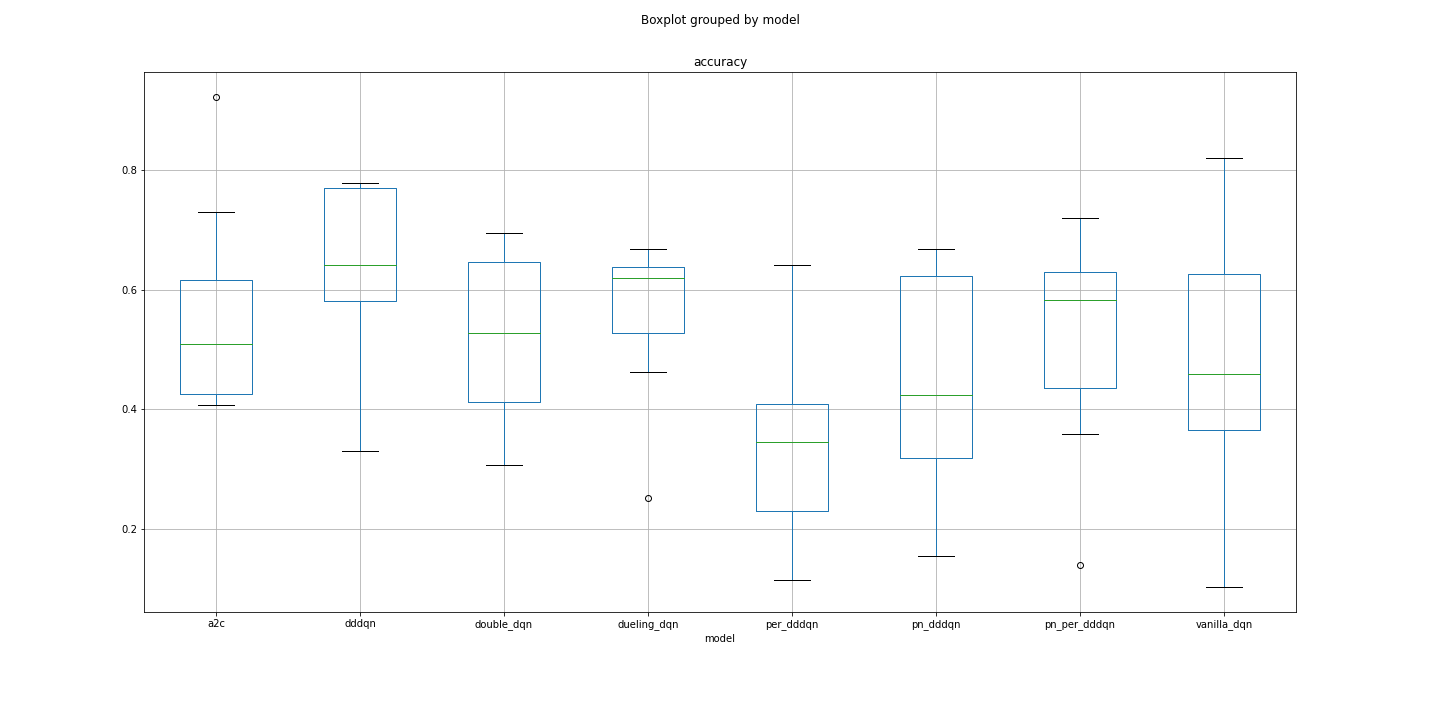 Boxplot grouped by model
accuracy
0.8
0.6
0.4
0.2
a2c dddqn double_dqn dueling_dqn per_dddqn pn_dddqn pn_per_dddqn vanilla_dqn
model